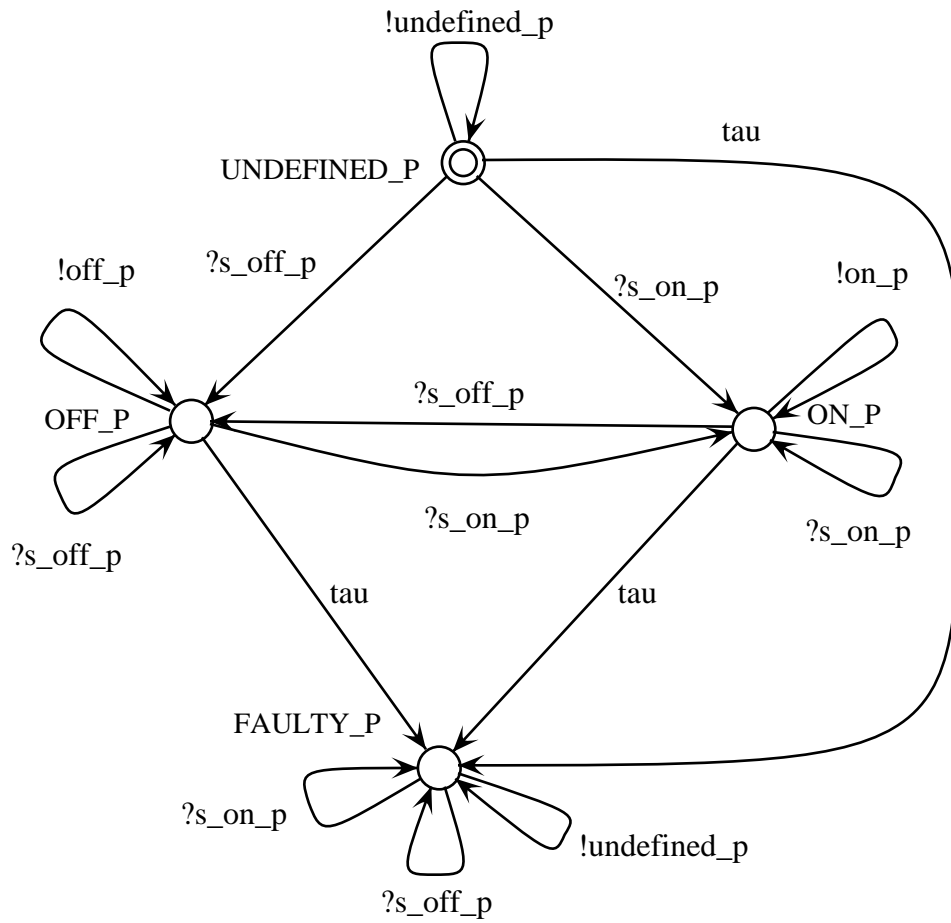 !undefined_p
tau
UNDEFINED_P
?s_off_p
!off_p
?s_on_p
!on_p
?s_off_p
OFF_P
ON_P
?s_on_p
?s_on_p
?s_off_p
tau
tau
FAULTY_P
?s_on_p
!undefined_p
?s_off_p